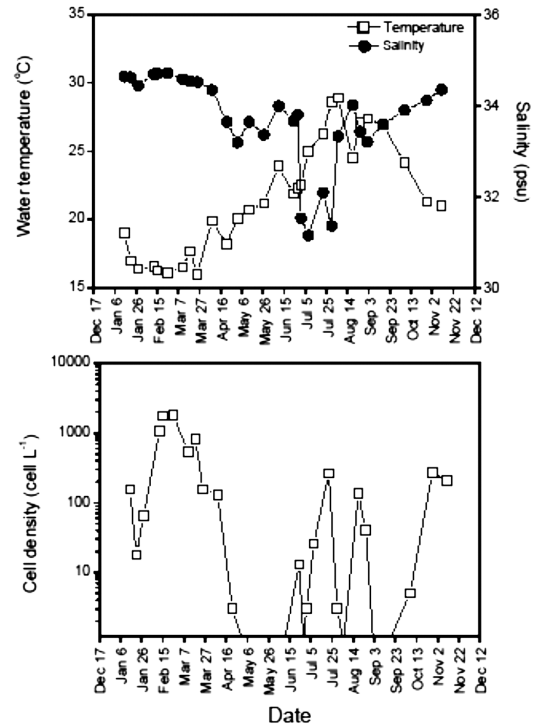 Temperature
Salinity
Water temperature (°C)
35
30
25
20
15
Salinity (psu)
36
34
32
30
Dec 17
Jan 6
Jan 26
Feb 15
Mar 7
Mar 27
Apr 16
May 6
May 26
Jun 15
Jul 5
Jul 25
Aug 14
Sep 3
Sep 23
Oct 13
Nov 2
Nov 22
Dec 12
Cell density (cell L⁻¹)
10000
1000
100
10
Dec 17
Jan 6
Jan 26
Feb 15
Mar 7
Mar 27
Apr 16
May 6
May 26
Jun 15
Jul 5
Jul 25
Aug 14
Sep 3
Sep 23
Oct 13
Nov 2
Nov 22
Dec 12
Date